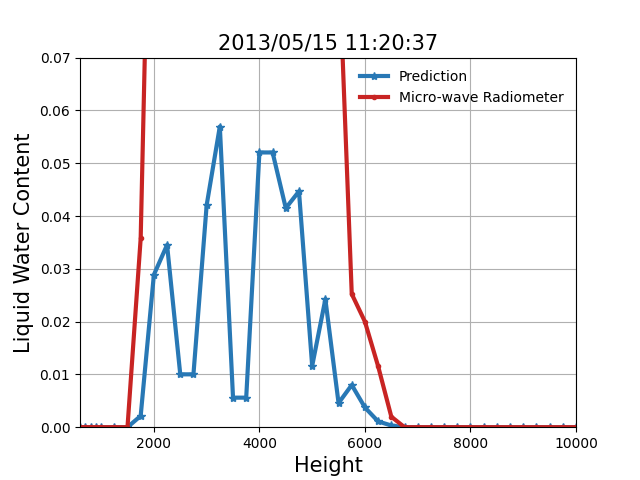 2013/05/15 11:20:37
0.07
0.06
0.05
0.04
0.03
0.02
0.01
0.00
Liquid Water Content
Prediction
Micro-wave Radiometer
2000 4000 6000 8000 10000
Height